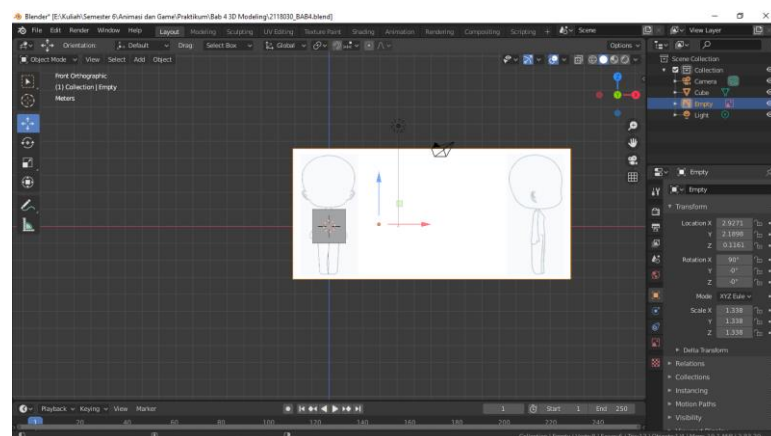 Blender* [E:\Kuliah\Semester 6\Animasi dan Game\Praktikum\Bab 4 3D Modeling\2118030_BAB4.blend]
File Edit Render Window Help Layout Modeling Sculpting UV Editing Texture Paint Shading Animation Rendering Compositing Scripting + Scene View Layer
Orientation: Default Drag Select Box Global Options
Object Mode View Select Add Object
Front Orthographic
(1) Collection | Empty
Meters
Scene Collection
Collection
Camera
Cube
Empty
Light
Empty
Empty
Transform
Location X 2.9271
Y 2.1898
Z 0.1161
Rotation X 90°
Y -0°
Z -0°
Mode XYZ Eule
Scale X 1.338
Y 1.338
Z 1.338
Delta Transform
Relations
Collections
Instancing
Motion Paths
Visibility
Playback Keying View Marker 1 Start 1 End 250
1 20 40 60 80 100 120 140 160 180 200 220 240